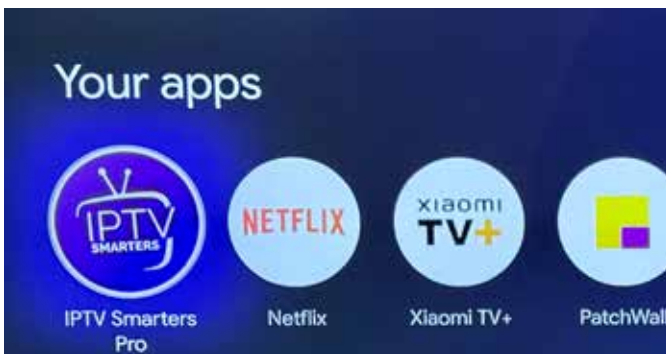 Your apps
IPTV
SMARTERS
NETFLIX
xiaomi
TV+
IPTV Smarters
Pro
Netflix
Xiaomi TV+
PatchWall